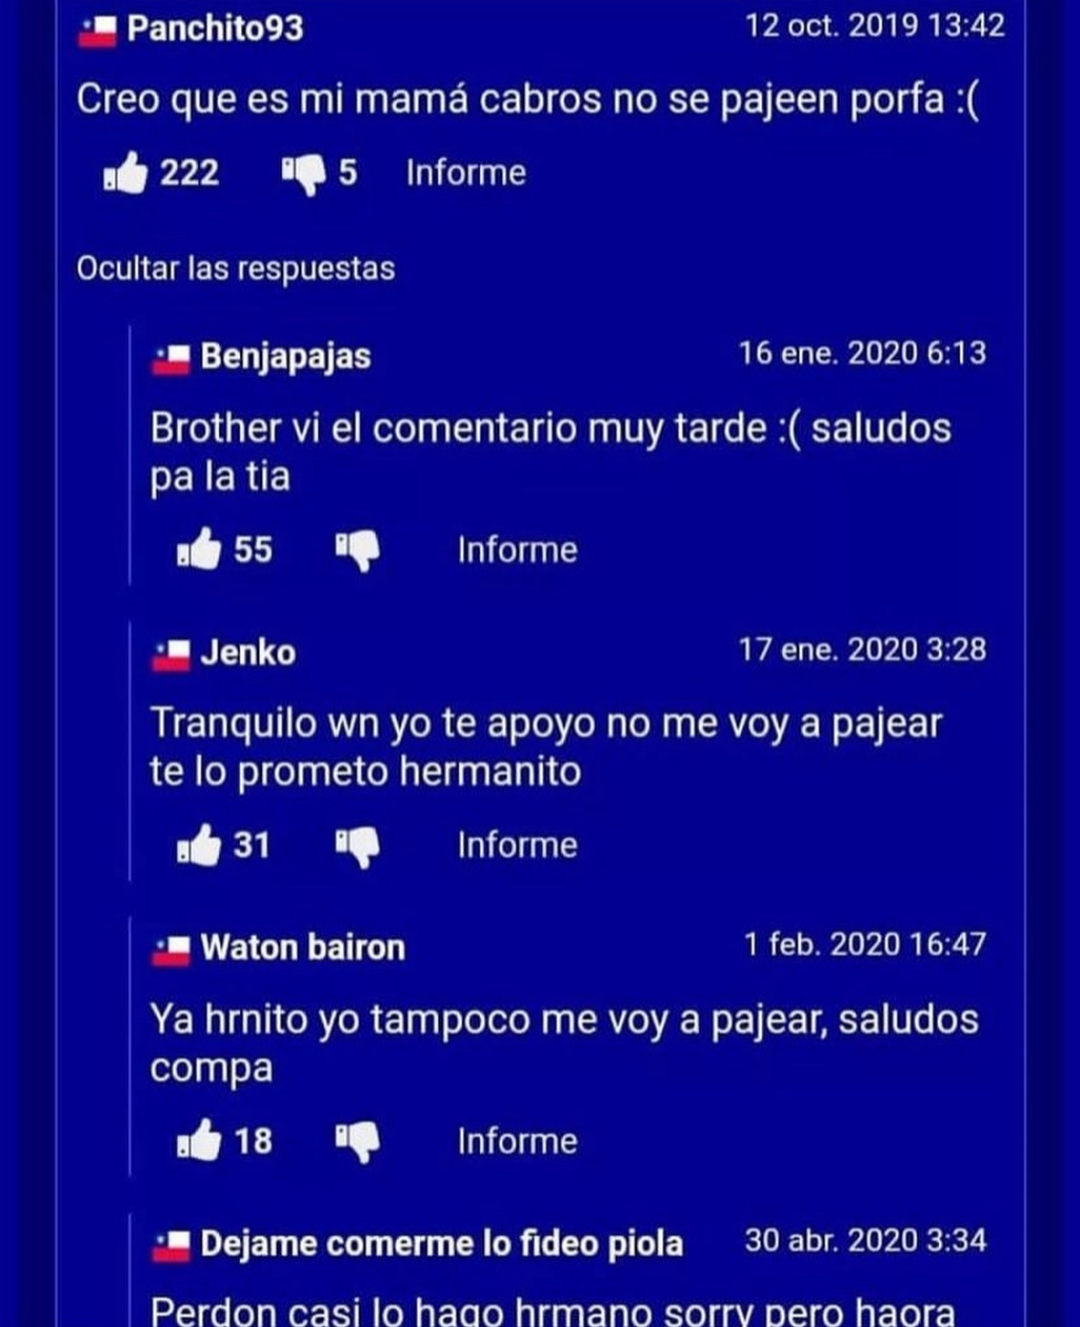 Panchito93 12 oct. 2019 13:42
Creo que es mi mamá cabros no se pajeen porfa :(
222 5 Informe
Ocultar las respuestas
Benjapajas 16 ene. 2020 6:13
Brother vi el comentario muy tarde :( saludos
pa la tia
55 Informe
Jenko 17 ene. 2020 3:28
Tranquilo wn yo te apoyo no me voy a pajear
te lo prometo hermanito
31 Informe
Waton bairon 1 feb. 2020 16:47
Ya hrnito yo tampoco me voy a pajear, saludos
compa
18 Informe
Dejame comerme lo fideo piola 30 abr. 2020 3:34
Perdon casi lo hago hrmano sorry pero haora